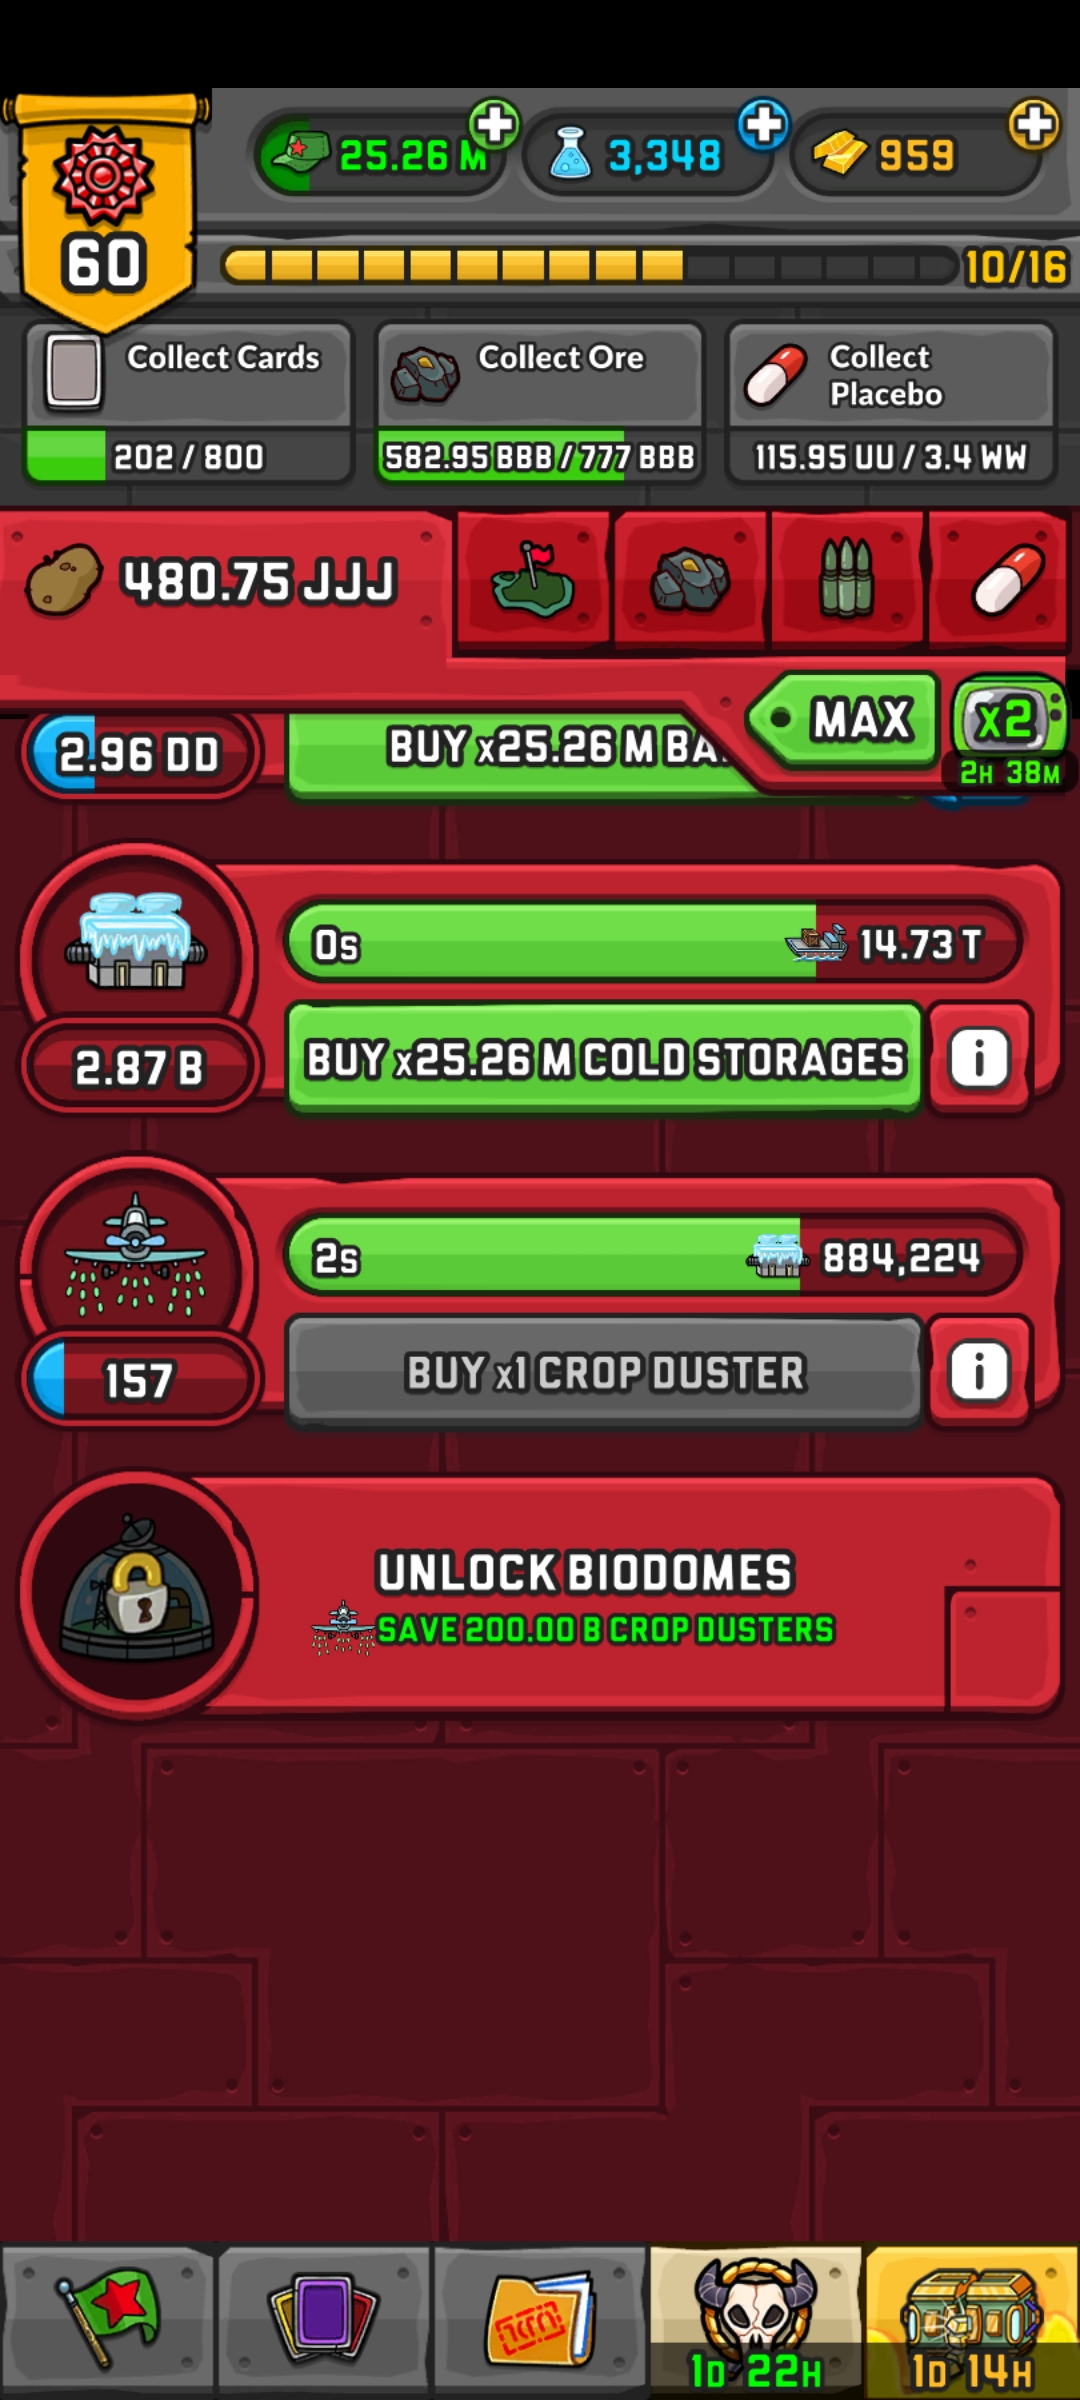 25.26 M
3,348
959
60
10/16
Collect Cards
202 / 800
Collect Ore
582.95 BBB / 777 BBB
Collect
Placebo
115.95 UU / 3.4 WW
480.75 JJJ
MAX
x2
2H 38M
2.96 DD
BUY x25.26 M BA
0s
14.73 T
2.87 B
BUY x25.26 M COLD STORAGES
i
2s
884,224
157
BUY x1 CROP DUSTER
i
UNLOCK BIODOMES
SAVE 200.00 B CROP DUSTERS
1D 22H
1D 14H